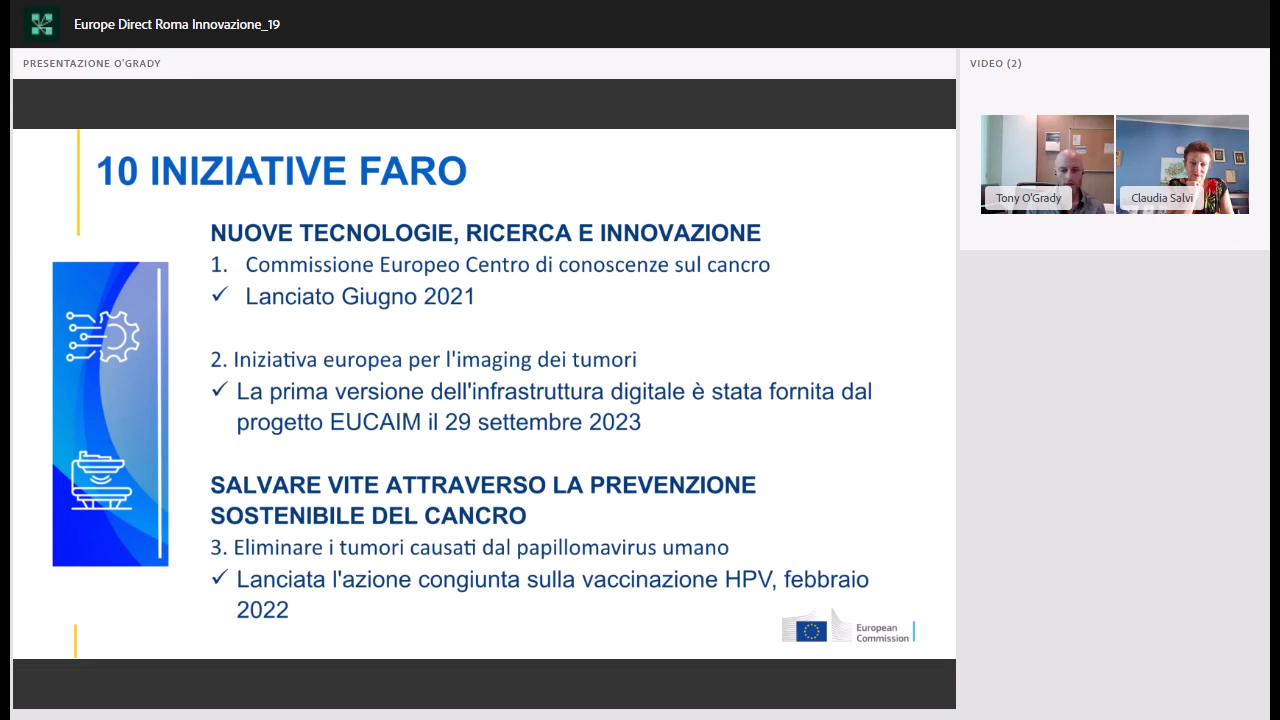 Europe Direct Roma Innovazione_19
PRESENTAZIONE O'GRADY
VIDEO (2)
10 INIZIATIVE FARO
NUOVE TECNOLOGIE, RICERCA E INNOVAZIONE
1. Commissione Europeo Centro di conoscenze sul cancro
✓ Lanciato Giugno 2021
2. Iniziativa europea per l'imaging dei tumori
✓ La prima versione dell'infrastruttura digitale è stata fornita dal
progetto EUCAIM il 29 settembre 2023
SALVARE VITE ATTRAVERSO LA PREVENZIONE
SOSTENIBILE DEL CANCRO
3. Eliminare i tumori causati dal papillomavirus umano
✓ Lanciata l'azione congiunta sulla vaccinazione HPV, febbraio
2022
European
Commission
Tony O'Grady
Claudia Salvi